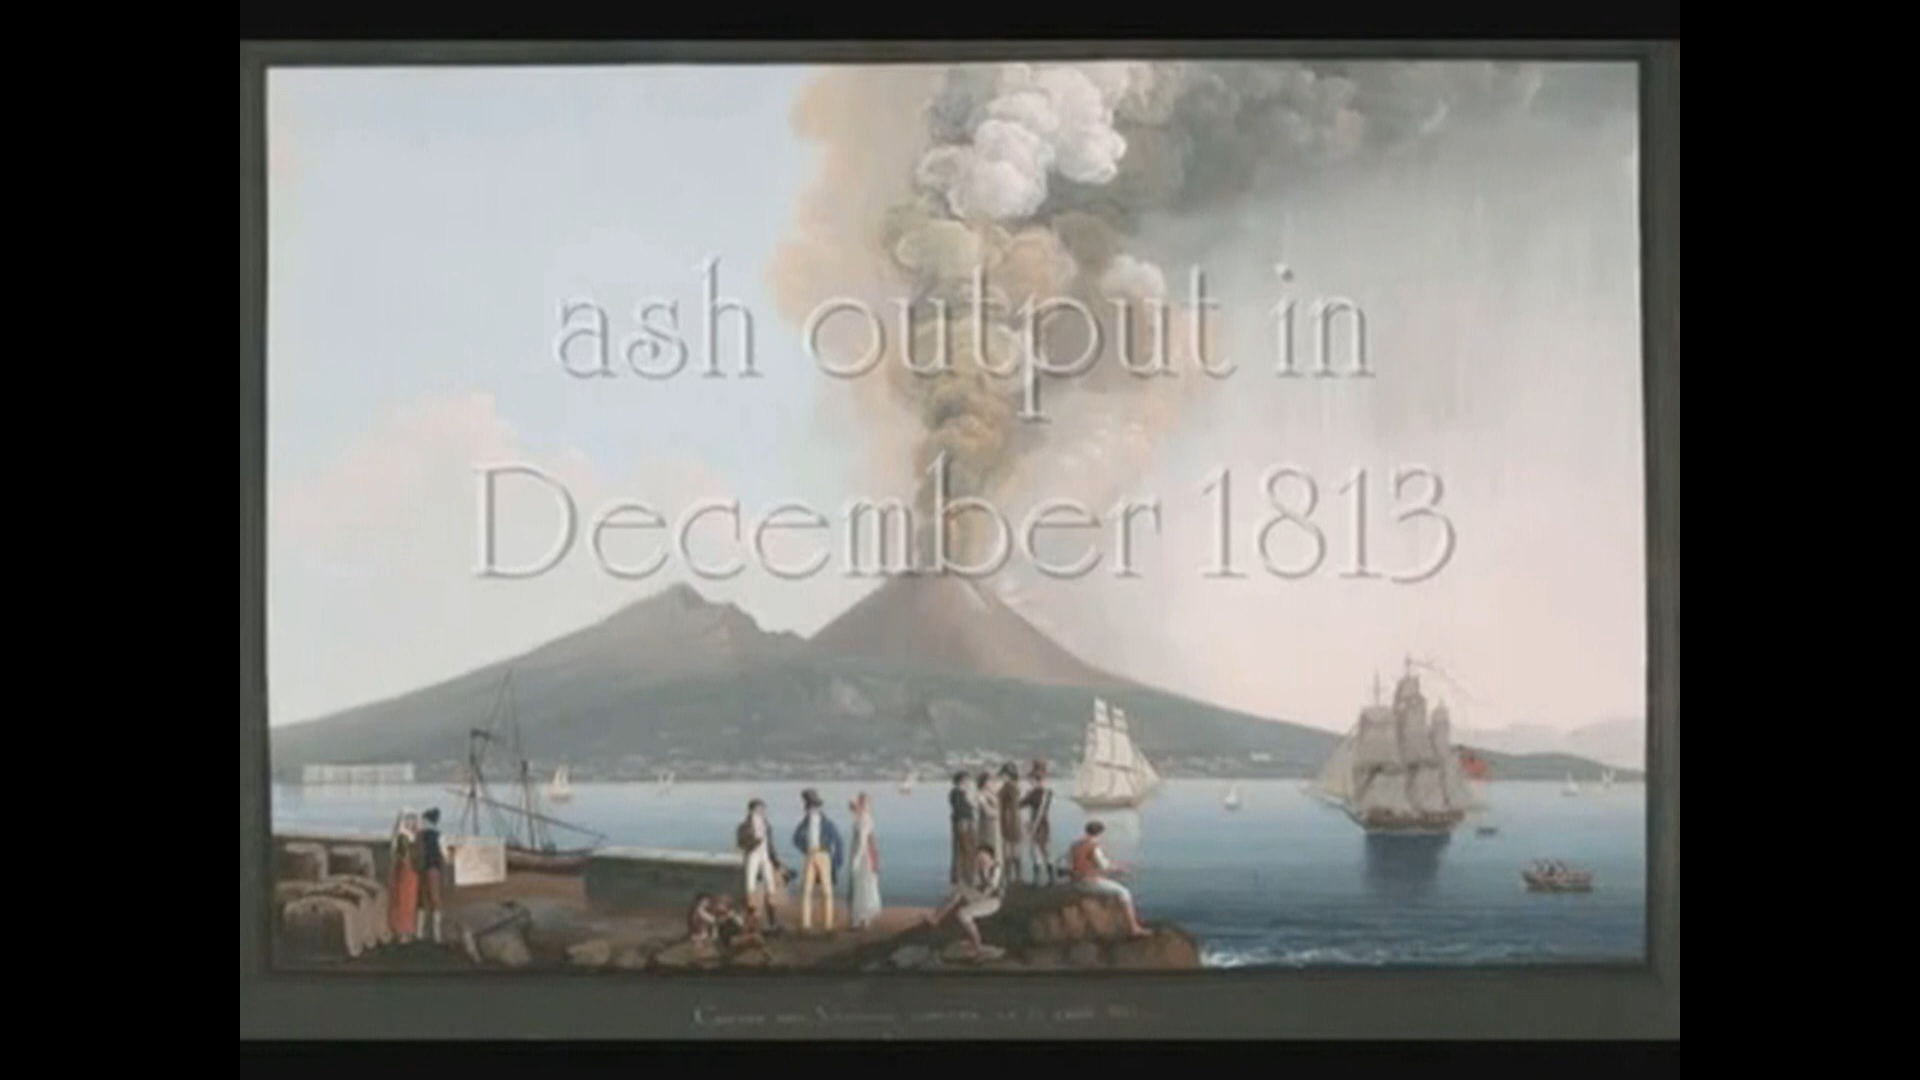 ash output in
December 1813